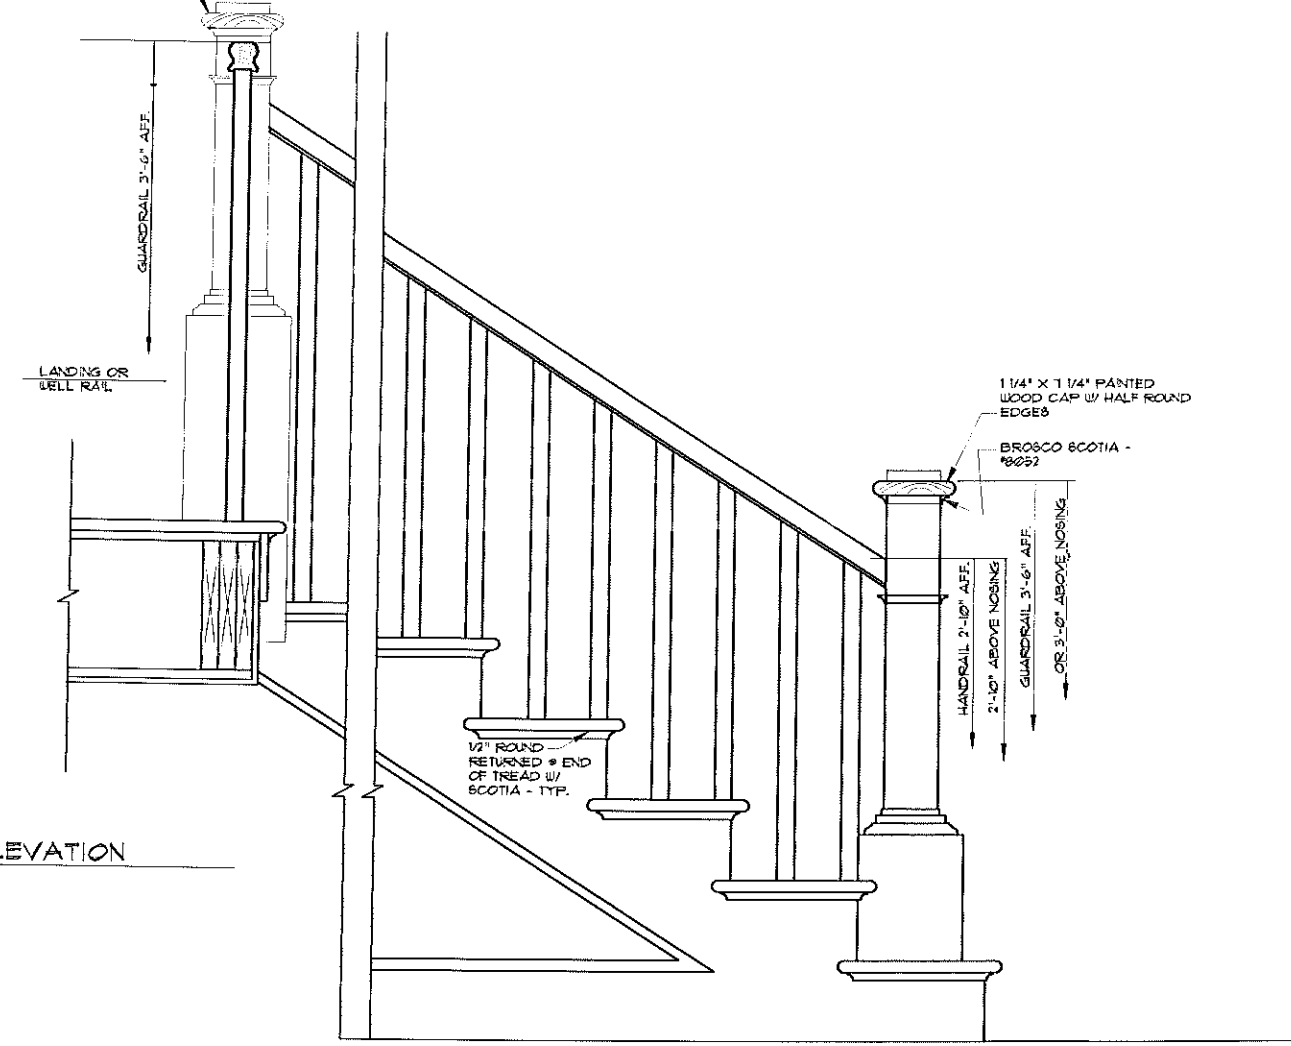 GUARDRAIL 3'-6" AFF.
LANDING OR
WELL RAIL
1 1/4" X 7 1/4" PAINTED
WOOD CAP W/ HALF ROUND
EDGES
BROSCO SCOTIA -
#8052
HANDRAIL 2'-10" AFF.
2'-10" ABOVE NOSING
GUARDRAIL 3'-6" AFF.
OR 3'-0" ABOVE NOSING
1/2" ROUND
RETURNED @ END
OF TREAD W/
SCOTIA - TYP.
EVATION